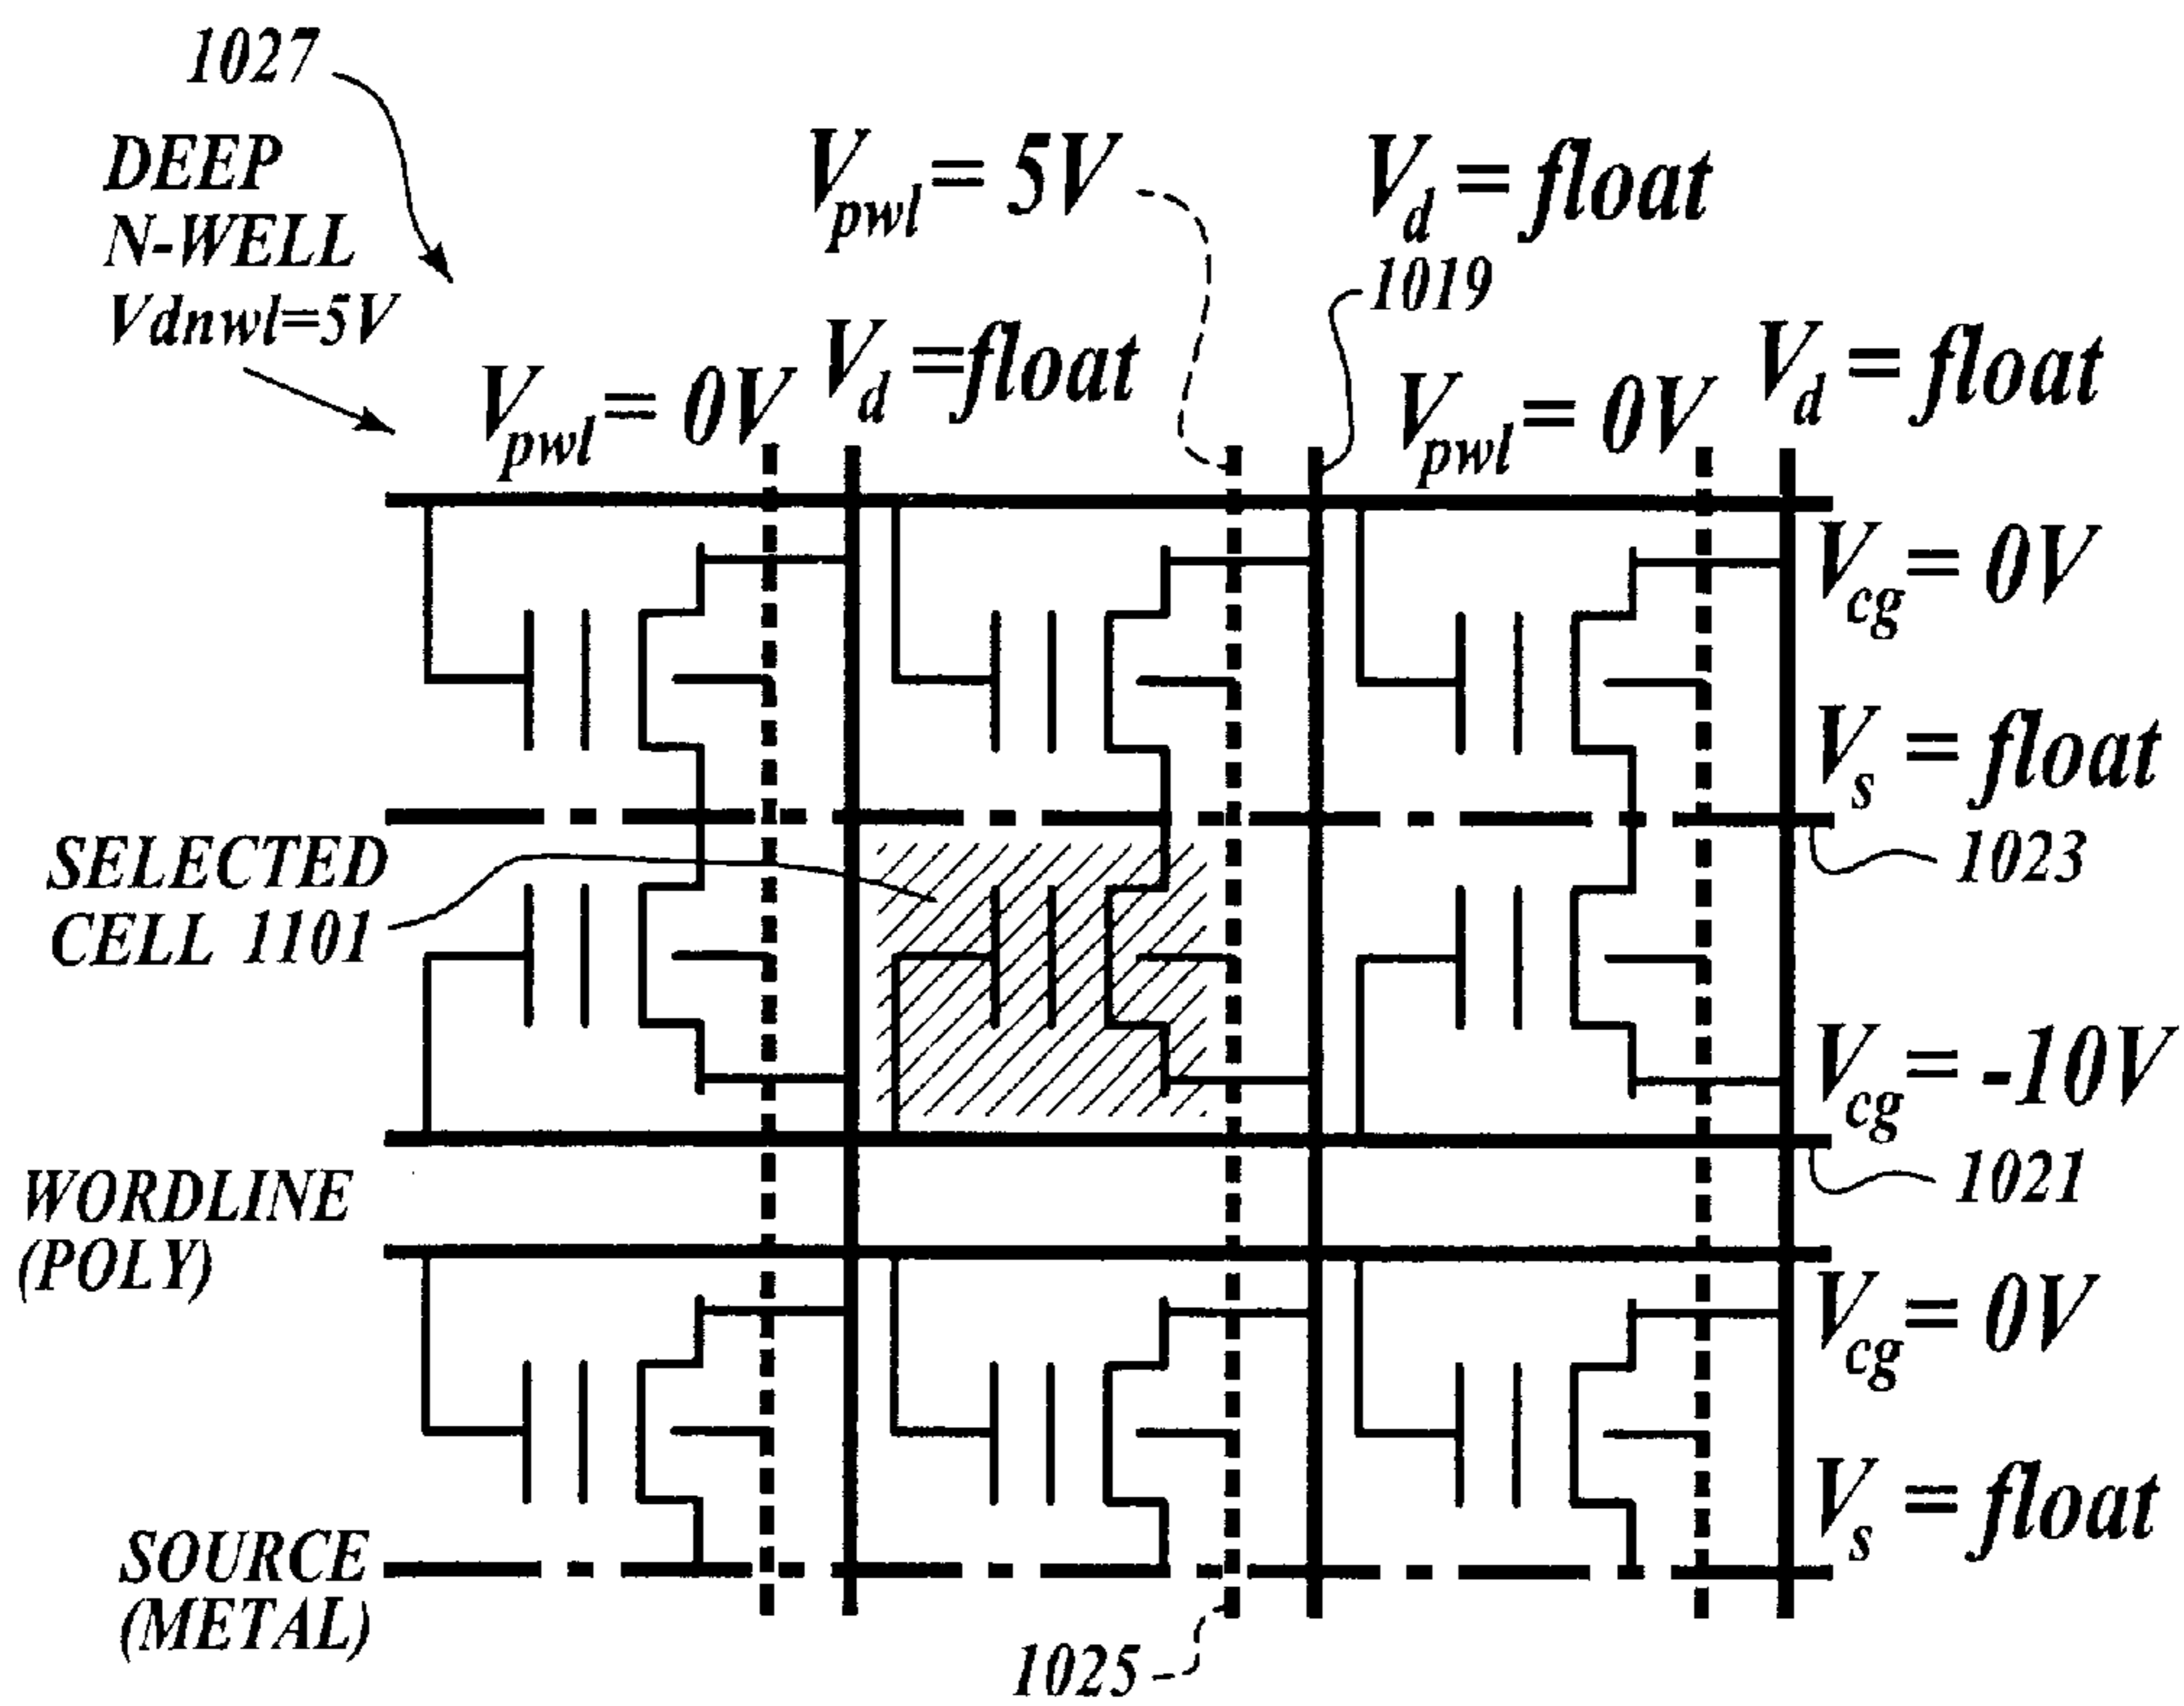 1027
DEEP
N-WELL
Vdnwl=5V
Vpwl = 5V
Vd = float
1019
Vpwl = 0V
Vd =float
Vpwl = 0V
Vd = float
Vcg = 0V
Vs = float
1023
SELECTED
CELL 1101
Vcg = -10V
1021
WORDLINE
(POLY)
Vcg = 0V
Vs = float
SOURCE
(METAL)
1025